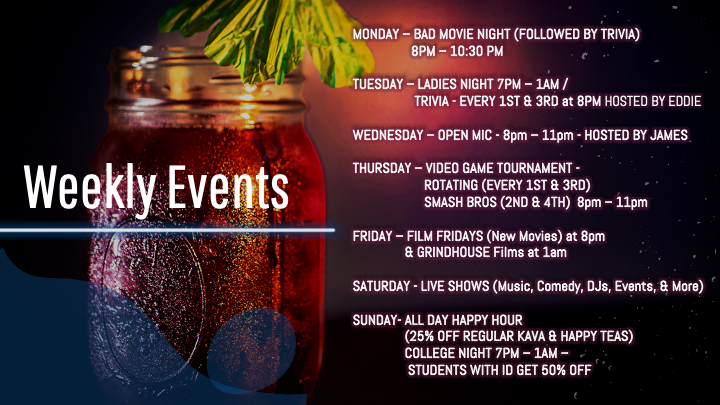 Weekly Events
MONDAY – BAD MOVIE NIGHT (FOLLOWED BY TRIVIA)
8PM – 10:30 PM
TUESDAY – LADIES NIGHT 7PM – 1AM /
TRIVIA - EVERY 1ST & 3RD at 8PM HOSTED BY EDDIE
WEDNESDAY – OPEN MIC - 8pm – 11pm - HOSTED BY JAMES
THURSDAY – VIDEO GAME TOURNAMENT -
ROTATING (EVERY 1ST & 3RD)
SMASH BROS (2ND & 4TH) 8pm – 11pm
FRIDAY – FILM FRIDAYS (New Movies) at 8pm
& GRINDHOUSE Films at 1am
SATURDAY - LIVE SHOWS (Music, Comedy, DJs, Events, & More)
SUNDAY- ALL DAY HAPPY HOUR
(25% OFF REGULAR KAVA & HAPPY TEAS)
COLLEGE NIGHT 7PM – 1AM –
STUDENTS WITH ID GET 50% OFF